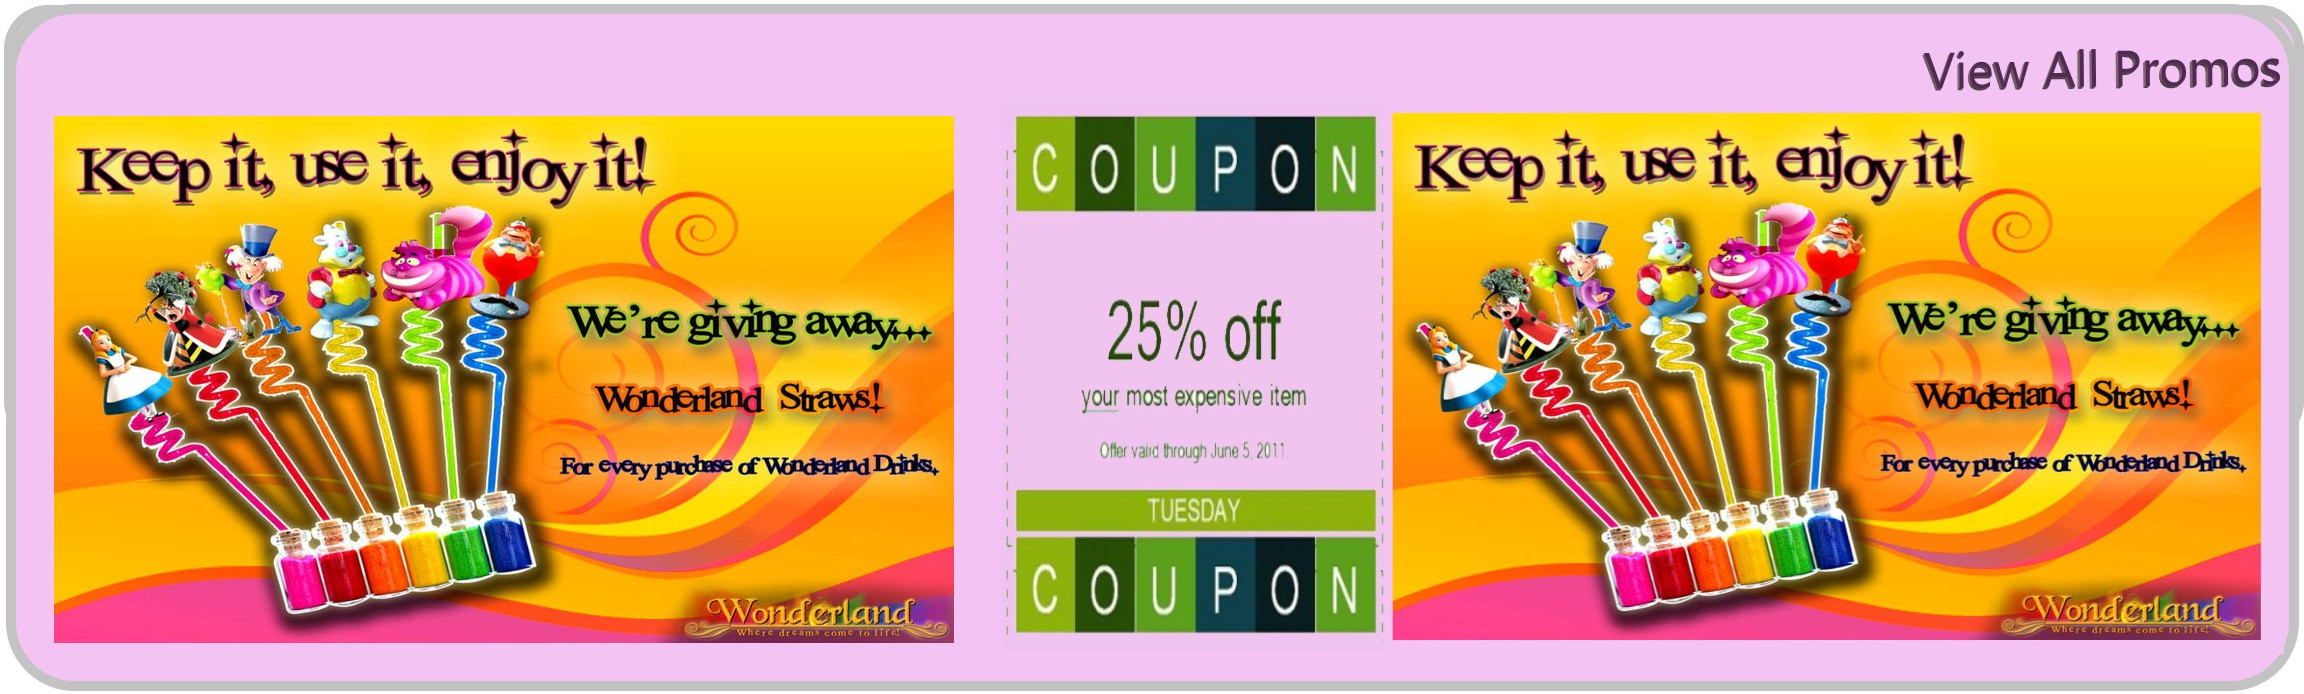 View All Promos
Keep it, use it, enjoy it!
We're giving away...
Wonderland Straws!
For every purchase of Wonderland Drinks.
Wonderland
Where dreams come to life!
COUPON
25% off
your most expensive item
Offer valid through June 5, 2011
TUESDAY
COUPON
Keep it, use it, enjoy it!
We're giving away...
Wonderland Straws!
For every purchase of Wonderland Drinks.
Wonderland
Where dreams come to life!